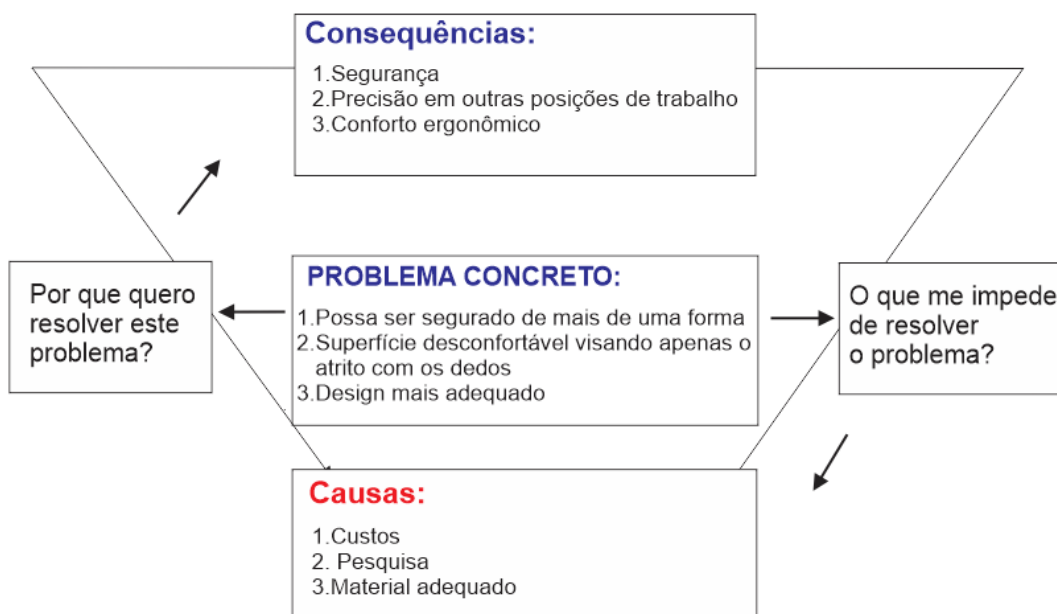 Consequências:
1.Segurança
2.Precisão em outras posições de trabalho
3.Conforto ergonômico
Por que quero
resolver este
problema?
PROBLEMA CONCRETO:
1.Possa ser segurado de mais de uma forma
2.Superfície desconfortável visando apenas o
atrito com os dedos
3.Design mais adequado
O que me impede
de resolver
o problema?
Causas:
1.Custos
2. Pesquisa
3.Material adequado